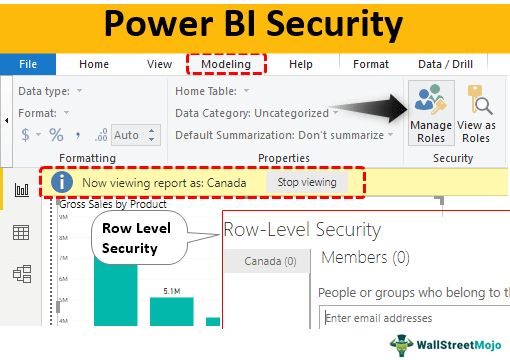 Power BI Security
File Home View Modeling Help Format Data / Drill
Data type:
Format:
$ % , .00 Auto
Formatting
Home Table:
Data Category: Uncategorized
Default Summarization: Don't summarize
Properties
Manage Roles
View as Roles
Security
Now viewing report as: Canada Stop viewing
Gross Sales by Product
9M
8M
7M
6M
5M
4M
5.1M
Row Level
Security
Row-Level Security
Canada (0)
Members (0)
People or groups who belong to th
Enter email addresses
WallStreetMojo